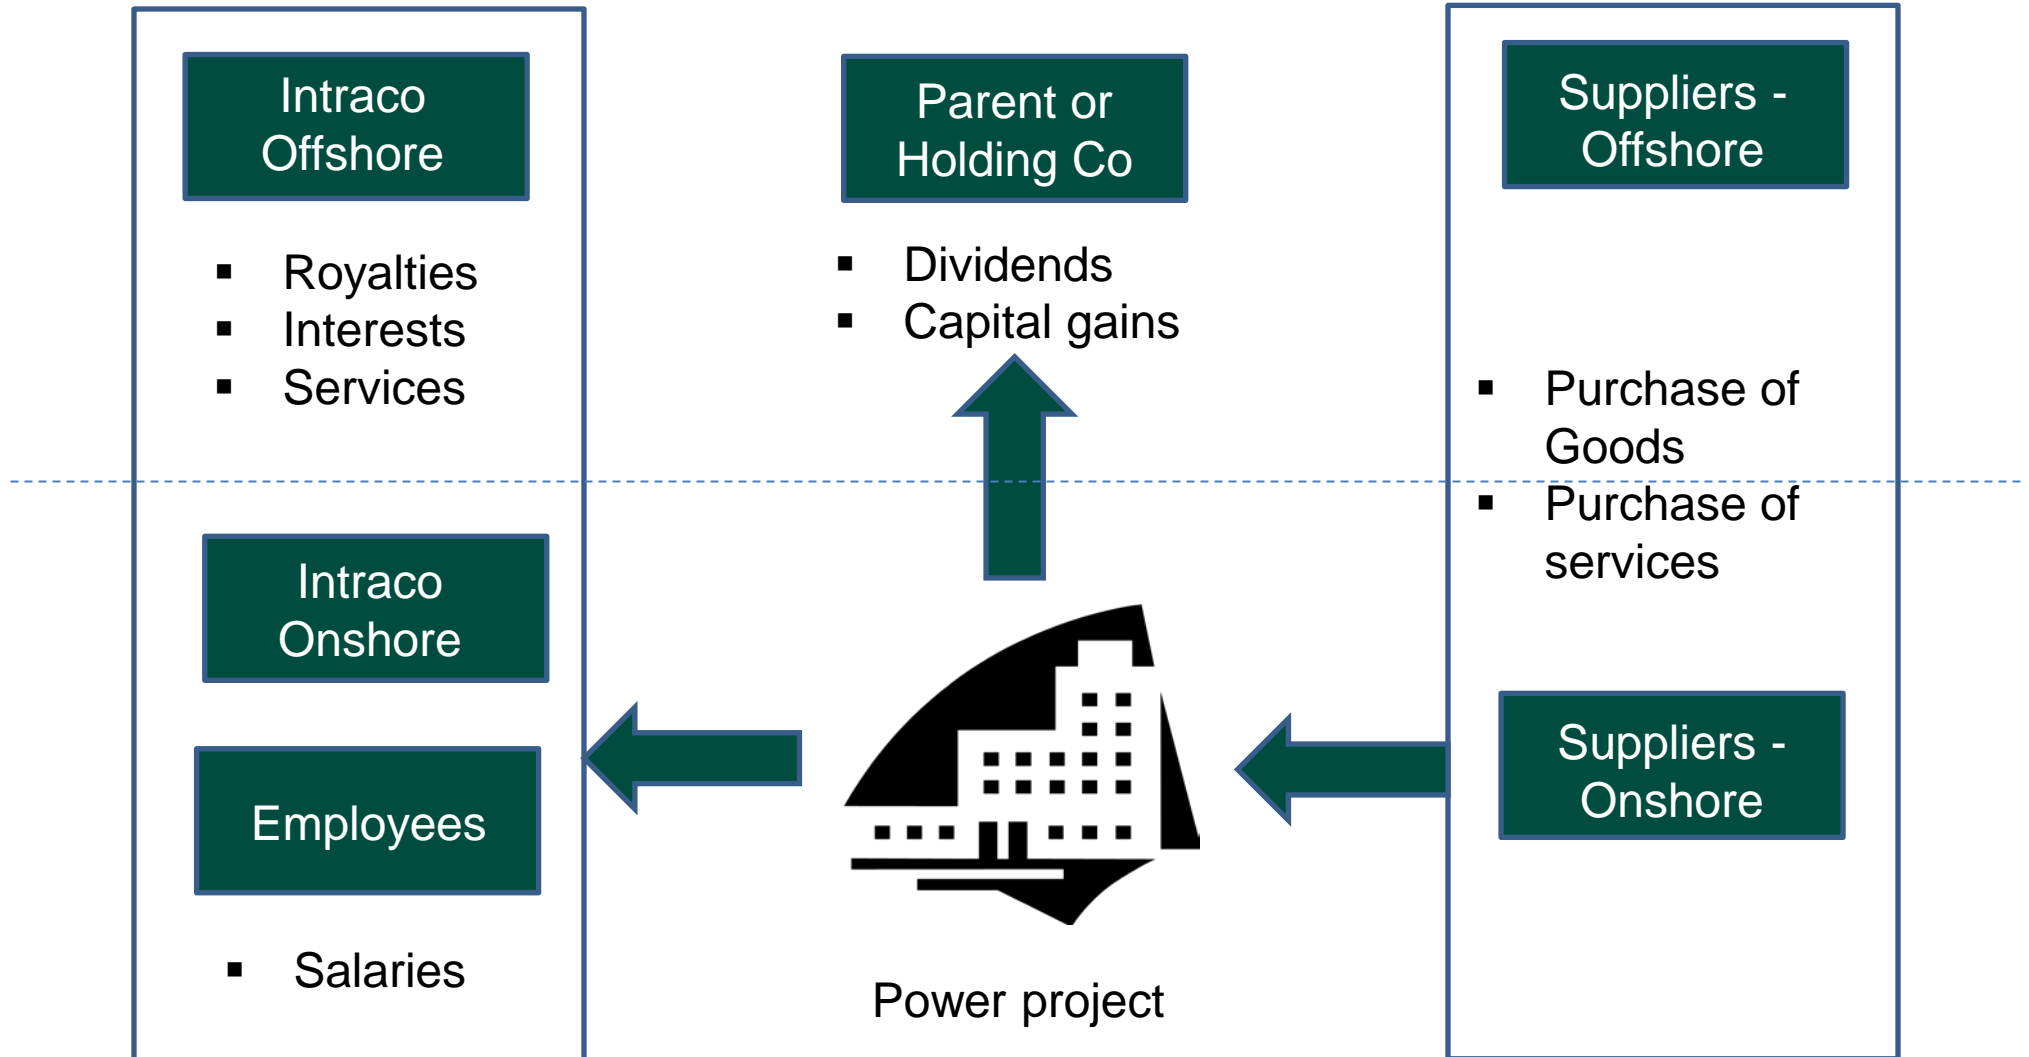 Intraco
Offshore
▪ Royalties
▪ Interests
▪ Services
Intraco
Onshore
Employees
▪ Salaries
Parent or
Holding Co
▪ Dividends
▪ Capital gains
Power project
Suppliers -
Offshore
▪ Purchase of
Goods
▪ Purchase of
services
Suppliers -
Onshore